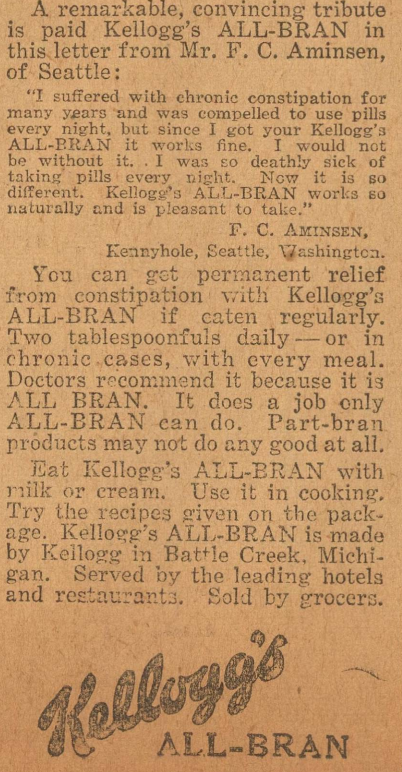 A remarkable, convincing tribute
is paid Kellogg's ALL-BRAN in
this letter from Mr. F. C. Aminsen,
of Seattle:
"I suffered with chronic constipation for
many years and was compelled to use pills
every night, but since I got your Kellogg's
ALL-BRAN it works fine. I would not
be without it. I was so deathly sick of
taking pills every night. Now it is so
different. Kellogg's ALL-BRAN works so
naturally and is pleasant to take."
F. C. AMINSEN,
Kennyhole, Seattle, Washington.
You can get permanent relief
from constipation with Kellogg's
ALL-BRAN if eaten regularly.
Two tablespoonfuls daily—or in
chronic cases, with every meal.
Doctors recommend it because it is
ALL BRAN. It does a job only
ALL-BRAN can do. Part-bran
products may not do any good at all.
Eat Kellogg's ALL-BRAN with
milk or cream. Use it in cooking.
Try the recipes given on the pack-
age. Kellogg's ALL-BRAN is made
by Kellogg in Battle Creek, Michi-
gan. Served by the leading hotels
and restaurants. Sold by grocers.
Kellogg's
ALL-BRAN